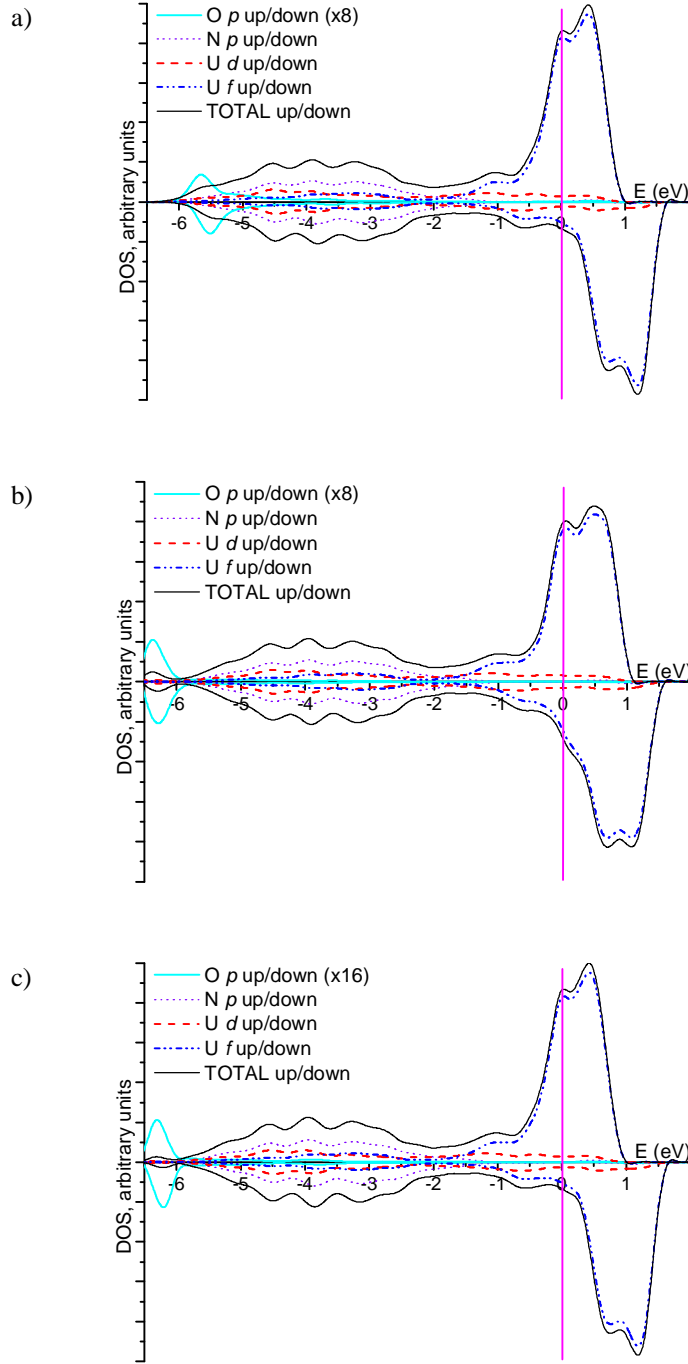 a)
O p up/down (x8)
N p up/down
U d up/down
U f up/down
TOTAL up/down
DOS, arbitrary units
E (eV)
-6 -5 -4 -3 -2 -1 0 1
b)
O p up/down (x8)
N p up/down
U d up/down
U f up/down
TOTAL up/down
DOS, arbitrary units
E (eV)
-6 -5 -4 -3 -2 -1 0 1
c)
O p up/down (x16)
N p up/down
U d up/down
U f up/down
TOTAL up/down
DOS, arbitrary units
E (eV)
-6 -5 -4 -3 -2 -1 0 1